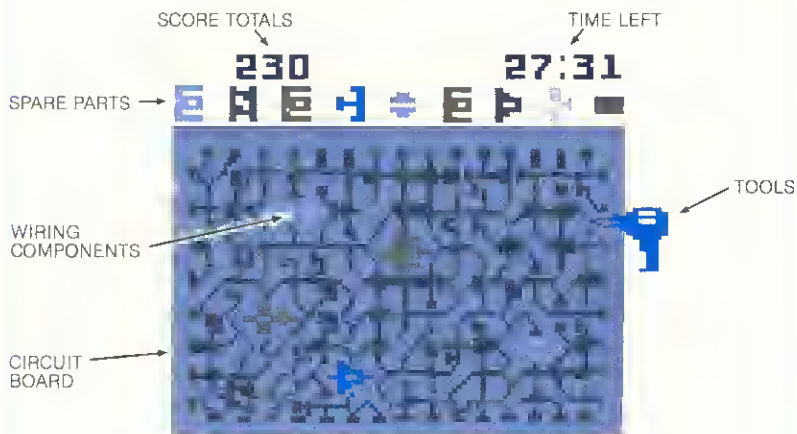 SCORE TOTALS
TIME LEFT
230
27:31
SPARE PARTS
TOOLS
WIRING
COMPONENTS
CIRCUIT
BOARD